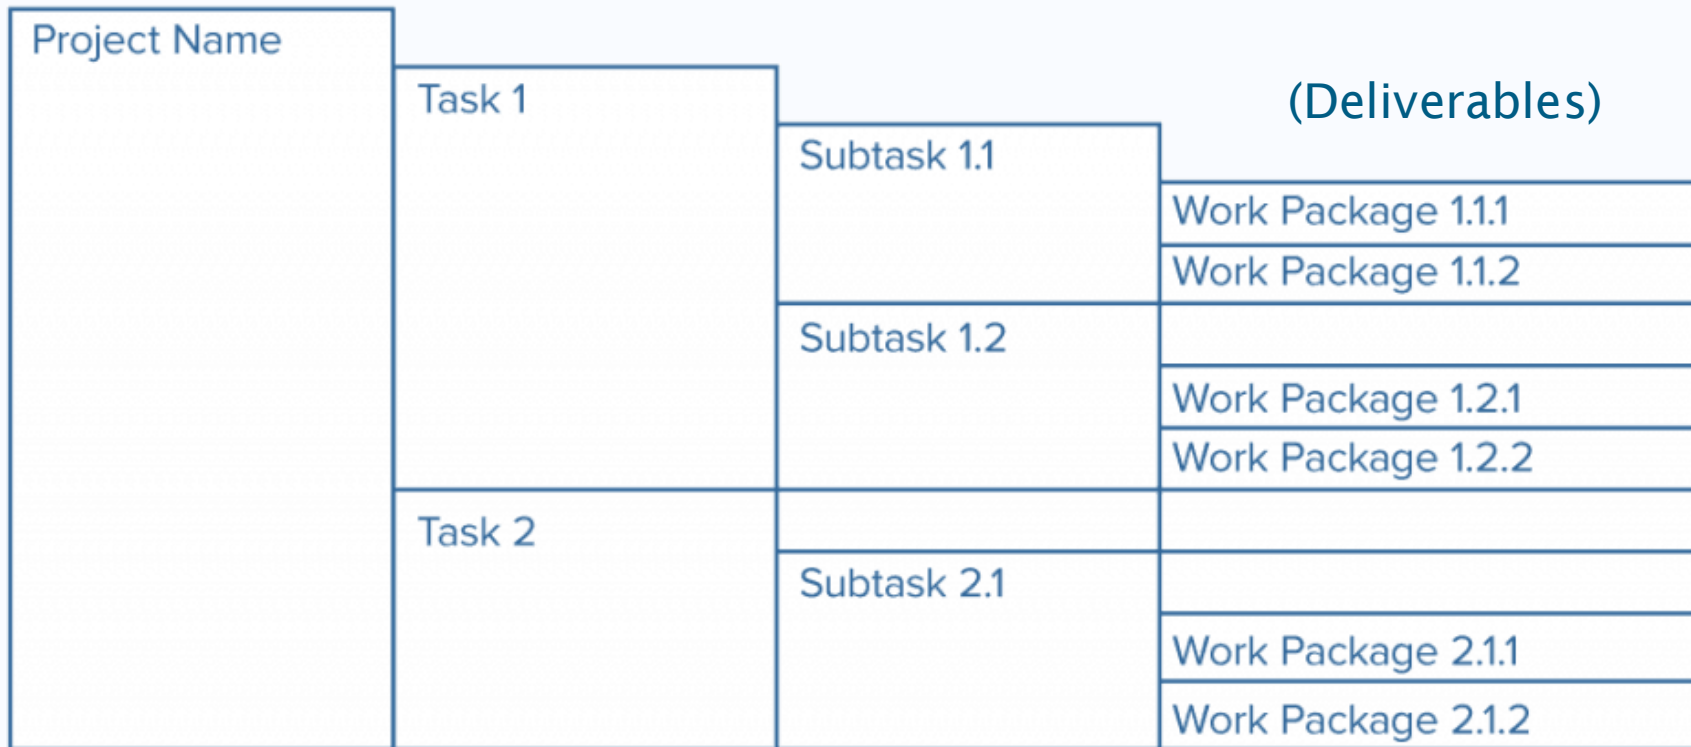 Project Name
Task 1
(Deliverables)
Subtask 1.1
Work Package 1.1.1
Work Package 1.1.2
Subtask 1.2
Work Package 1.2.1
Work Package 1.2.2
Task 2
Subtask 2.1
Work Package 2.1.1
Work Package 2.1.2